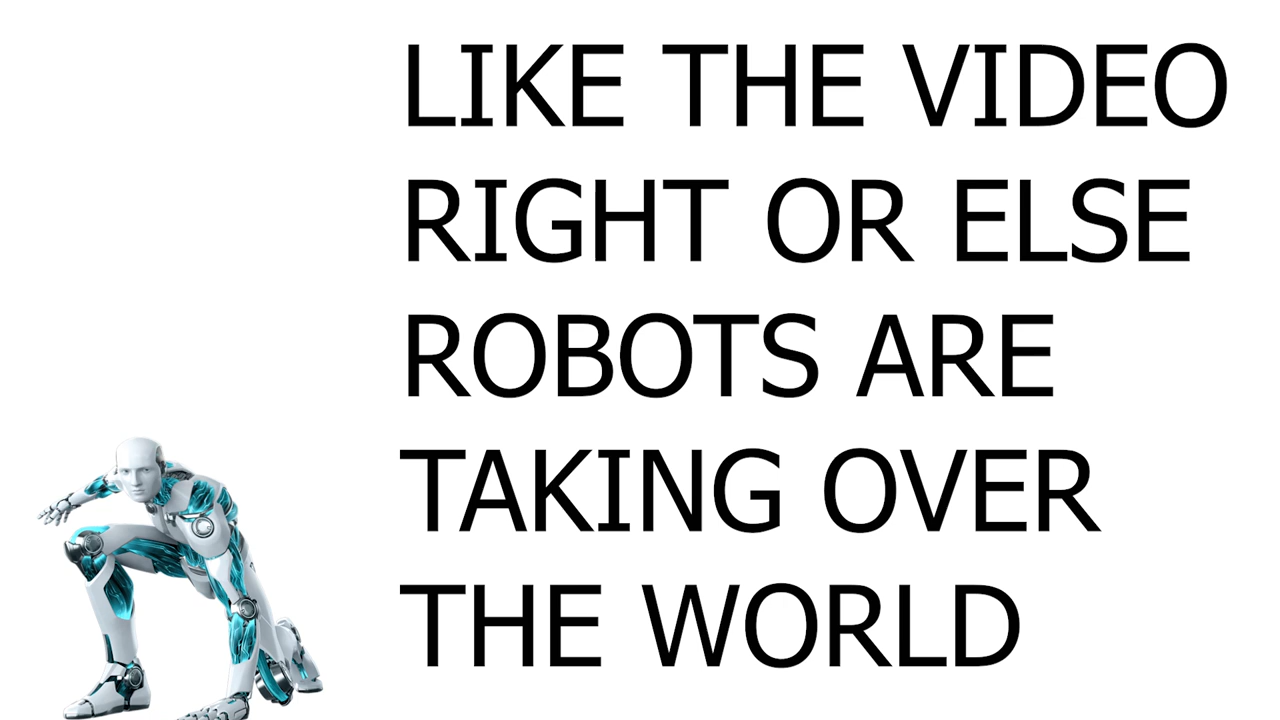 LIKE THE VIDEO
RIGHT OR ELSE
ROBOTS ARE
TAKING OVER
THE WORLD